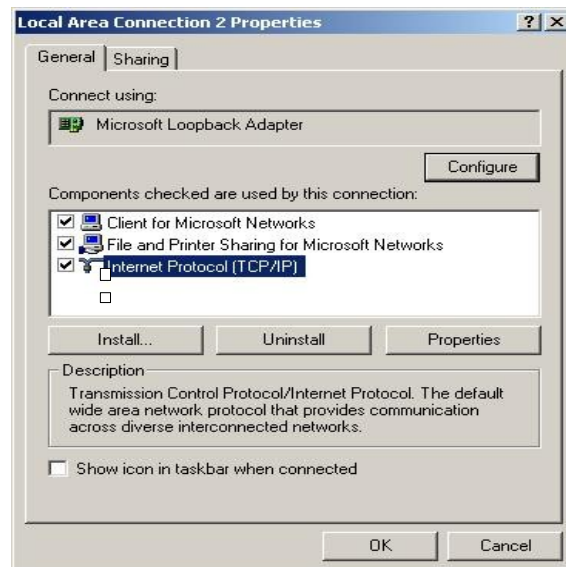 Local Area Connection 2 Properties
General Sharing
Connect using:
Microsoft Loopback Adapter
Configure
Components checked are used by this connection:
Client for Microsoft Networks
File and Printer Sharing for Microsoft Networks
Internet Protocol (TCP/IP)
Install... Uninstall Properties
Description
Transmission Control Protocol/Internet Protocol. The default
wide area network protocol that provides communication
across diverse interconnected networks.
Show icon in taskbar when connected
OK Cancel